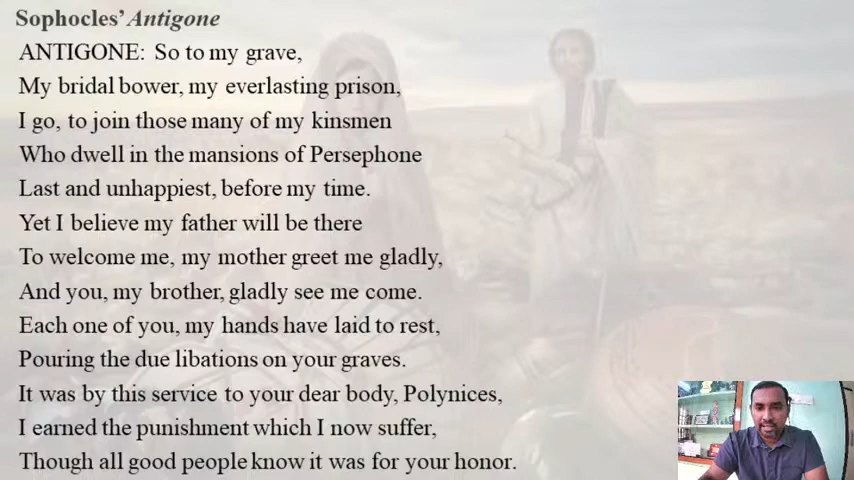 Sophocles' Antigone
ANTIGONE: So to my grave,
My bridal bower, my everlasting prison,
I go, to join those many of my kinsmen
Who dwell in the mansions of Persephone
Last and unhappiest, before my time.
Yet I believe my father will be there
To welcome me, my mother greet me gladly,
And you, my brother, gladly see me come.
Each one of you, my hands have laid to rest,
Pouring the due libations on your graves.
It was by this service to your dear body, Polynices,
I earned the punishment which I now suffer,
Though all good people know it was for your honor.